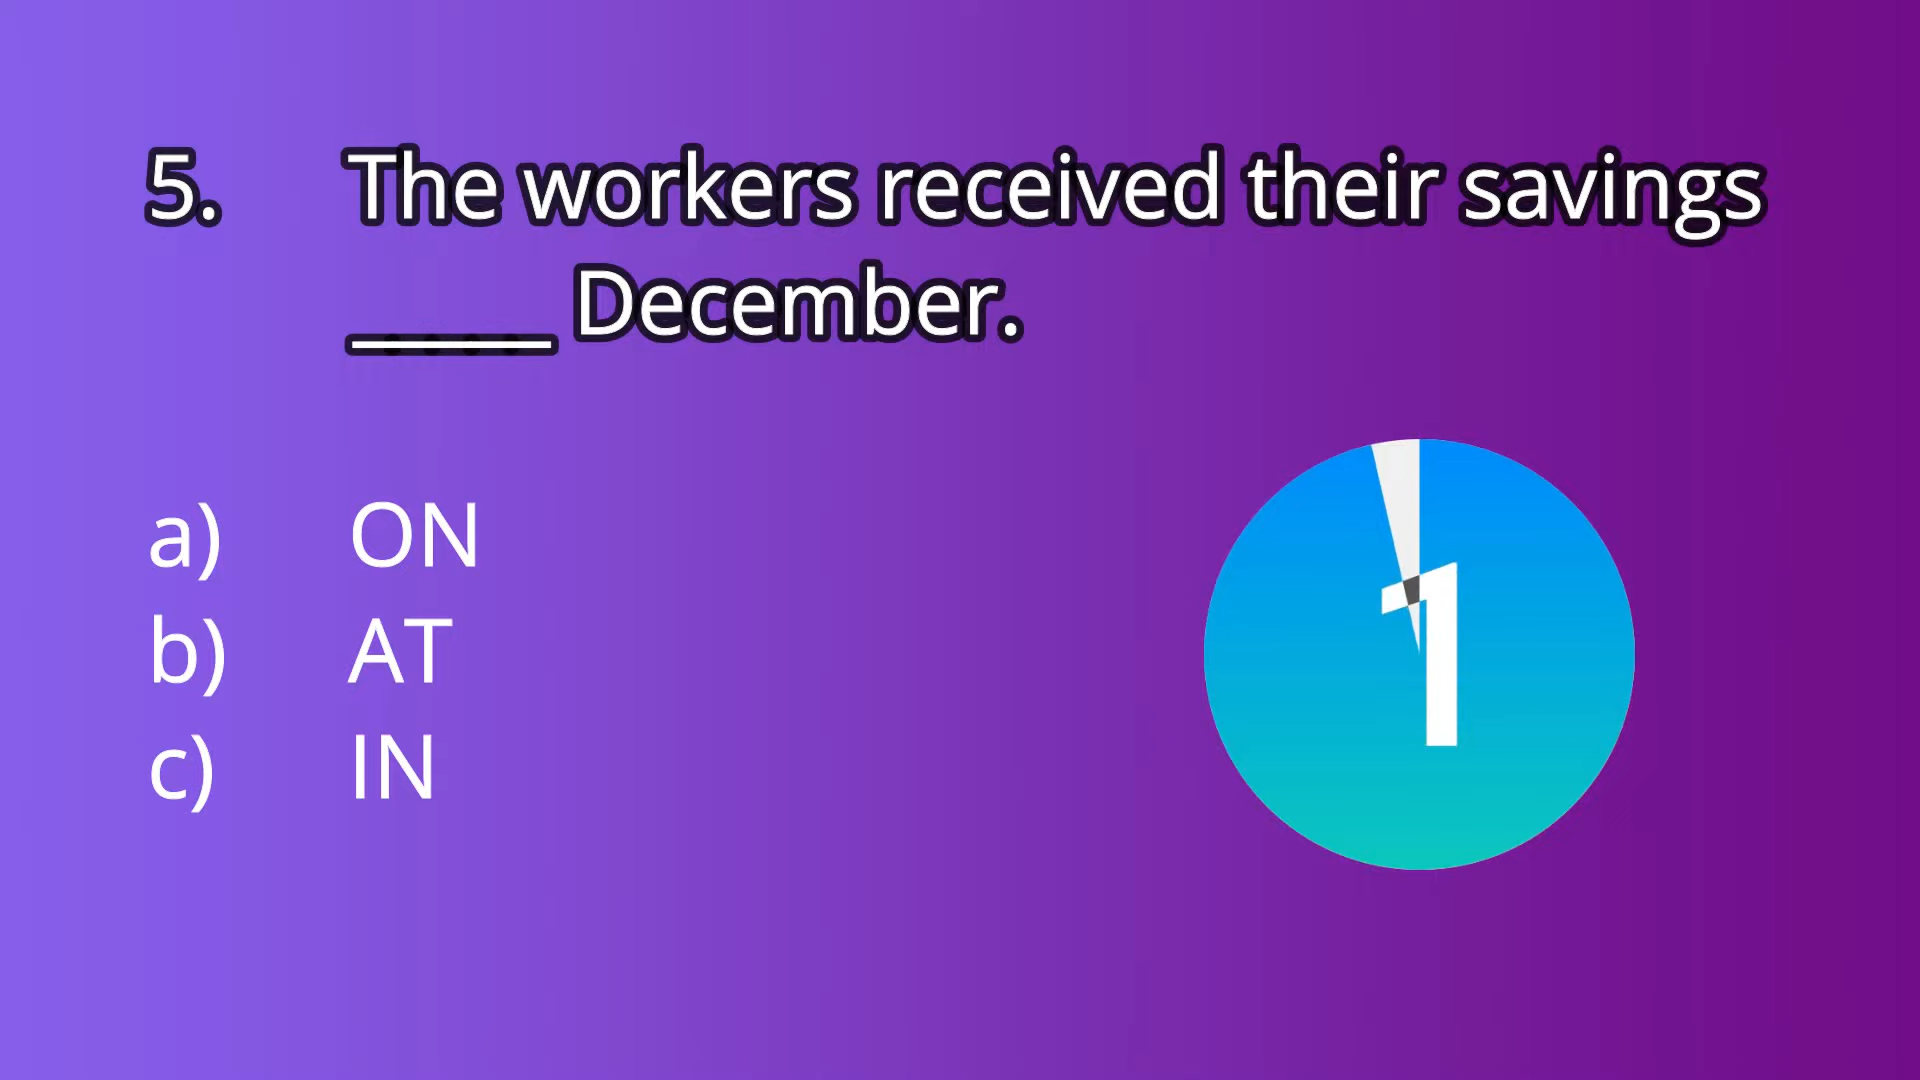 5. The workers received their savings
_____ December.
a) ON
1
b) AT
c) IN